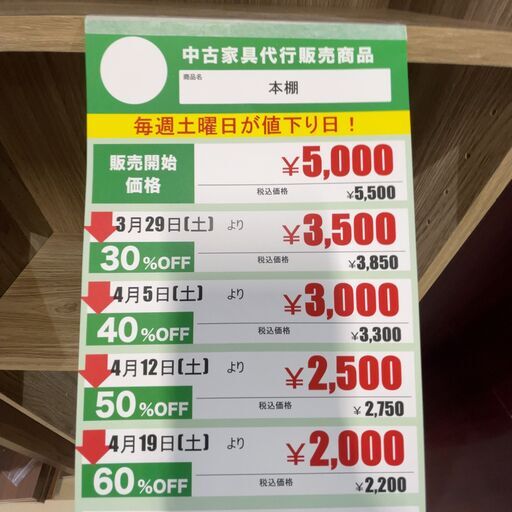 中古家具代行販売商品
商品名
本棚
毎週土曜日が値下り日！
販売開始
価格
¥5,000
税込価格 ¥5,500
3月29日(土) より
¥3,500
30%OFF
税込価格 ¥3,850
4月5日(土) より
¥3,000
40%OFF
税込価格 ¥3,300
4月12日(土) より
¥2,500
50%OFF
税込価格 ¥2,750
4月19日(土) より
¥2,000
60%OFF
税込価格 ¥2,200